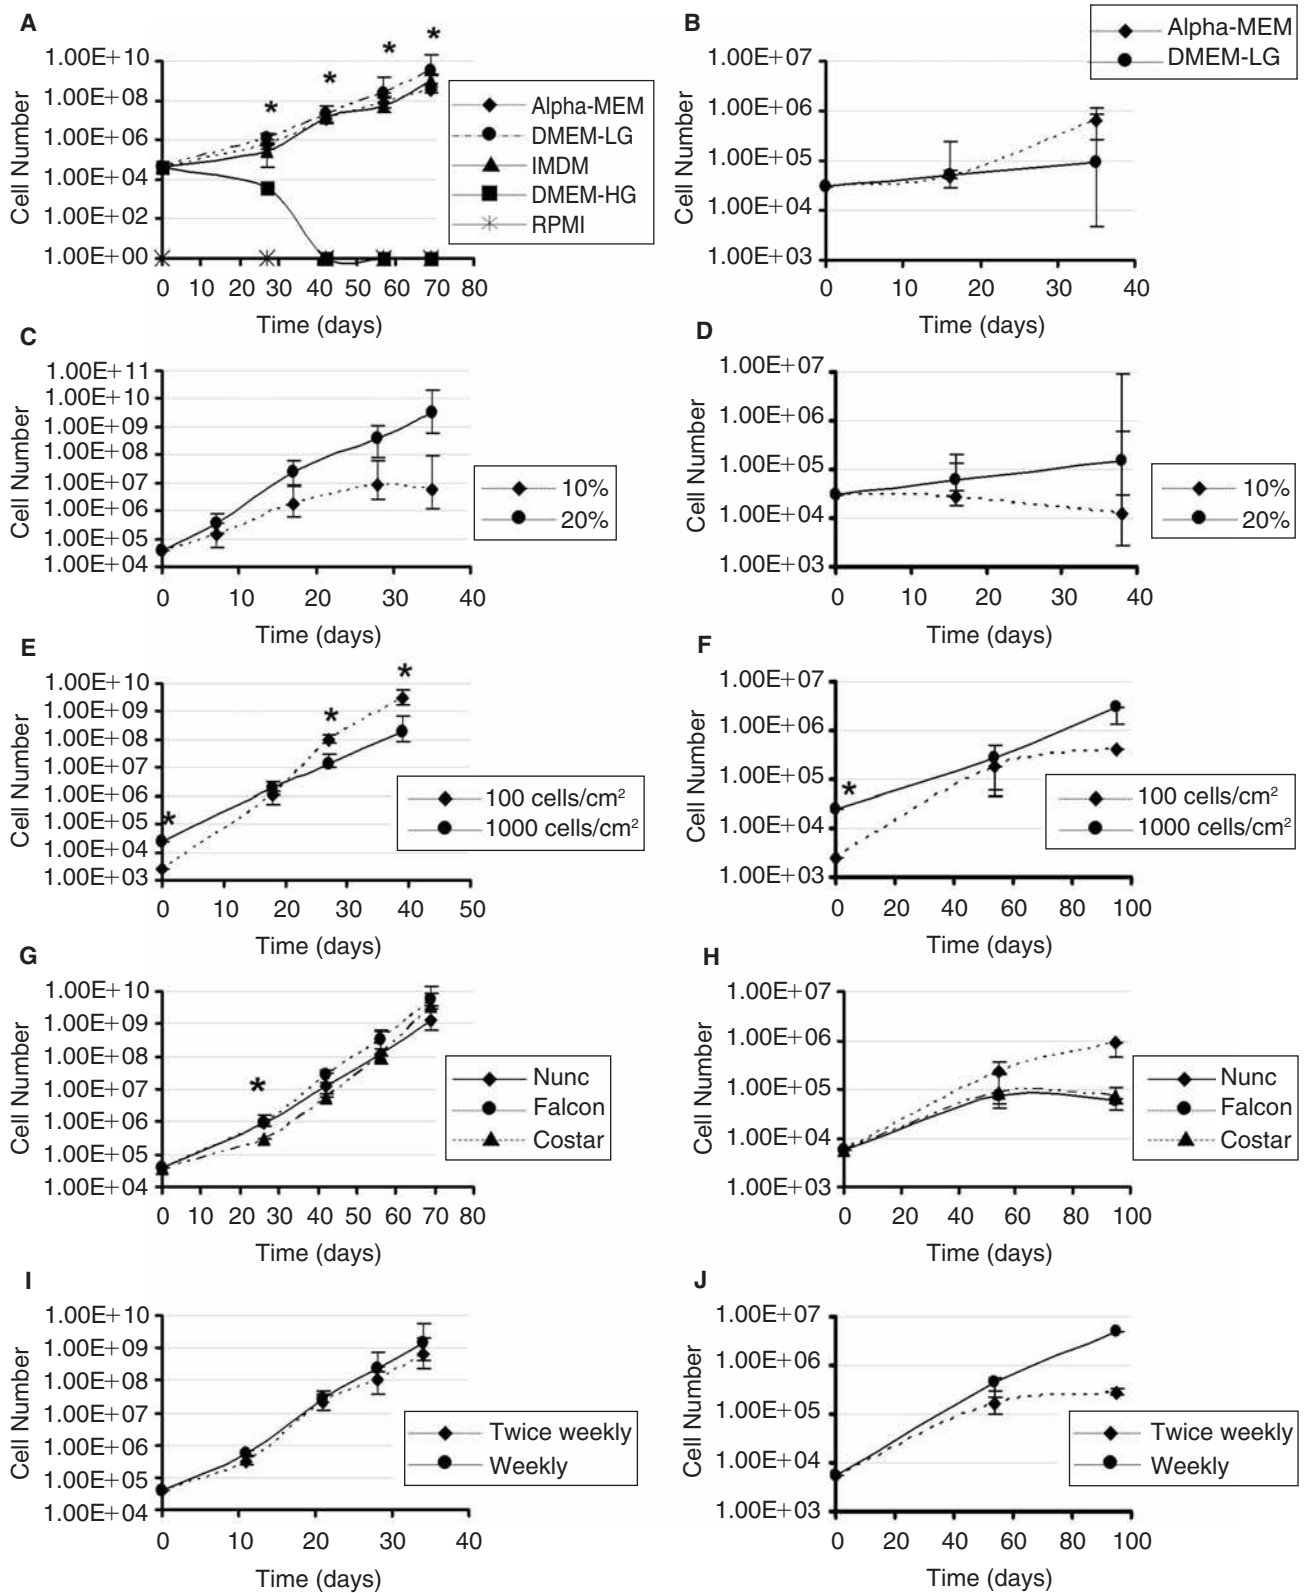 A
1.00E+10
1.00E+08
1.00E+06
1.00E+04
1.00E+02
1.00E+00
Cell Number
0 10 20 30 40 50 60 70 80
Time (days)
* * * *
Alpha-MEM
DMEM-LG
IMDM
DMEM-HG
RPMI
B
1.00E+07
1.00E+06
1.00E+05
1.00E+04
1.00E+03
Cell Number
0 10 20 30 40
Time (days)
Alpha-MEM
DMEM-LG
C
1.00E+11
1.00E+10
1.00E+09
1.00E+08
1.00E+07
1.00E+06
1.00E+05
1.00E+04
Cell Number
0 10 20 30 40
Time (days)
10%
20%
D
1.00E+07
1.00E+06
1.00E+05
1.00E+04
1.00E+03
Cell Number
0 10 20 30 40
Time (days)
10%
20%
E
1.00E+10
1.00E+09
1.00E+08
1.00E+07
1.00E+06
1.00E+05
1.00E+04
1.00E+03
Cell Number
0 10 20 30 40 50
Time (days)
* * *
100 cells/cm²
1000 cells/cm²
F
1.00E+07
1.00E+06
1.00E+05
1.00E+04
1.00E+03
Cell Number
0 20 40 60 80 100
Time (days)
*
100 cells/cm²
1000 cells/cm²
G
1.00E+10
1.00E+09
1.00E+08
1.00E+07
1.00E+06
1.00E+05
1.00E+04
Cell Number
0 10 20 30 40 50 60 70 80
Time (days)
*
Nunc
Falcon
Costar
H
1.00E+07
1.00E+06
1.00E+05
1.00E+04
1.00E+03
Cell Number
0 20 40 60 80 100
Time (days)
Nunc
Falcon
Costar
I
1.00E+10
1.00E+09
1.00E+08
1.00E+07
1.00E+06
1.00E+05
1.00E+04
Cell Number
0 10 20 30 40
Time (days)
Twice weekly
Weekly
J
1.00E+07
1.00E+06
1.00E+05
1.00E+04
1.00E+03
Cell Number
0 20 40 60 80 100
Time (days)
Twice weekly
Weekly